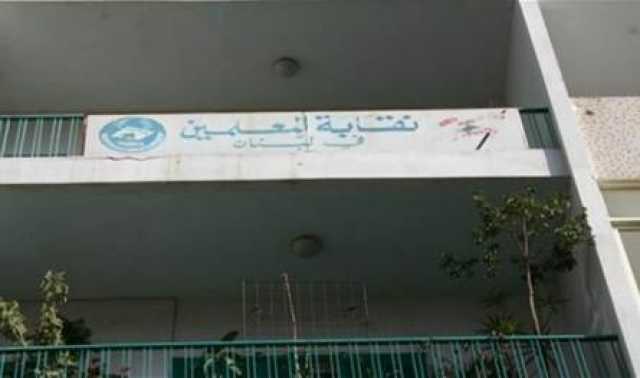 نقابة المعلمين
في لبنان